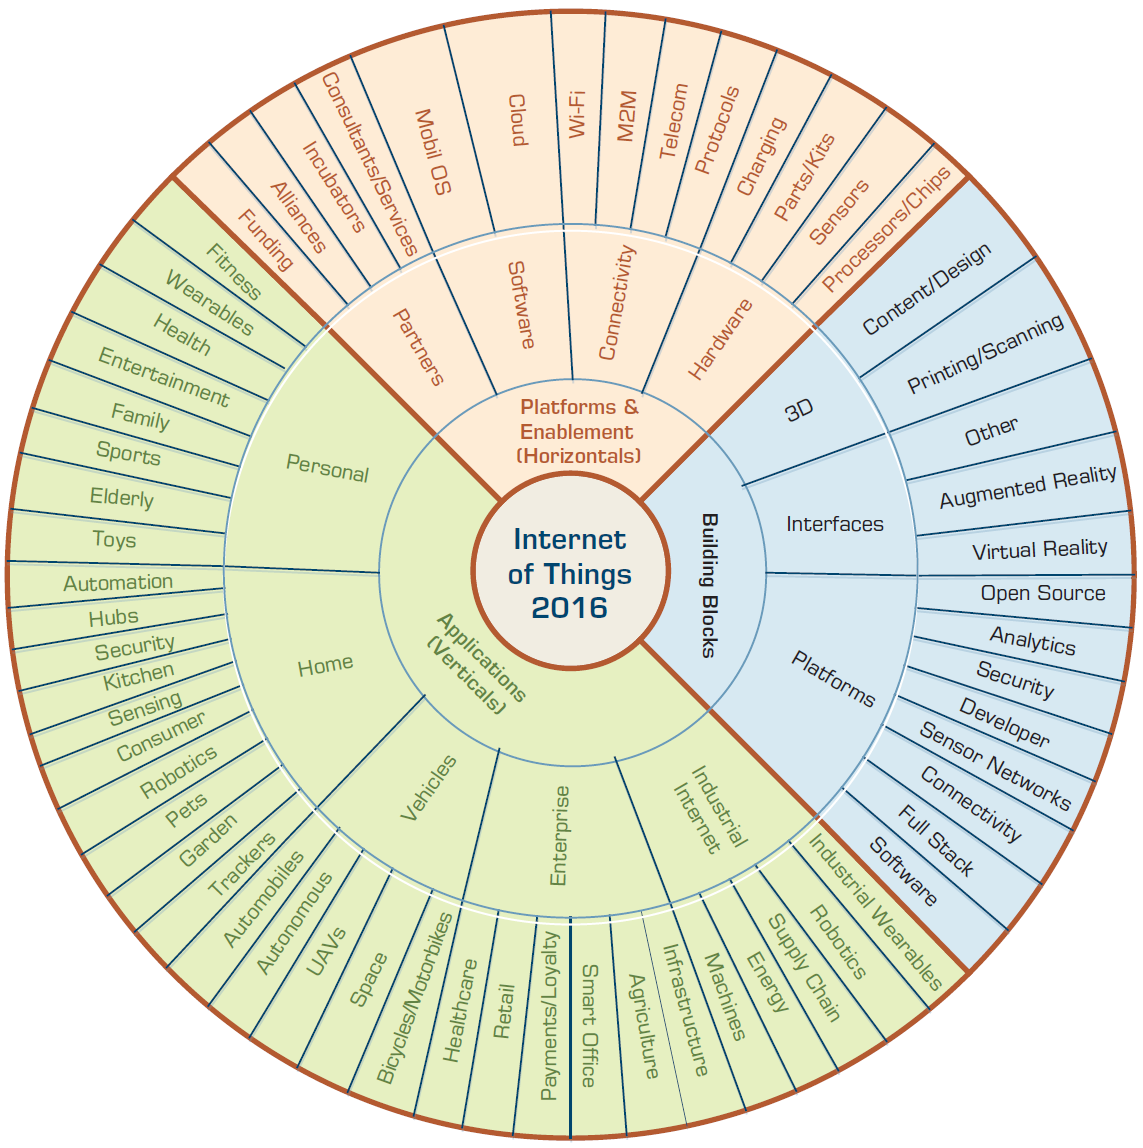 Internet
of Things
2016
Platforms &
Enablement
(Horizontals)
Partners
Software
Connectivity
Hardware
Funding
Alliances
Incubators
Consultants/Services
Mobil OS
Cloud
Wi-Fi
M2M
Telecom
Protocols
Charging
Parts/Kits
Sensors
Processors/Chips
Building Blocks
3D
Interfaces
Platforms
Content/Design
Printing/Scanning
Other
Augmented Reality
Virtual Reality
Open Source
Analytics
Security
Developer
Sensor Networks
Connectivity
Full Stack
Software
Applications
(Verticals)
Industrial
Internet
Enterprise
Vehicles
Home
Personal
Industrial Wearables
Robotics
Supply Chain
Energy
Machines
Infrastructure
Agriculture
Smart Office
Payments/Loyalty
Retail
Healthcare
Bicycles/Motorbikes
Space
UAVs
Autonomous
Automobiles
Trackers
Garden
Pets
Robotics
Consumer
Sensing
Kitchen
Security
Hubs
Automation
Toys
Elderly
Sports
Family
Entertainment
Health
Wearables
Fitness